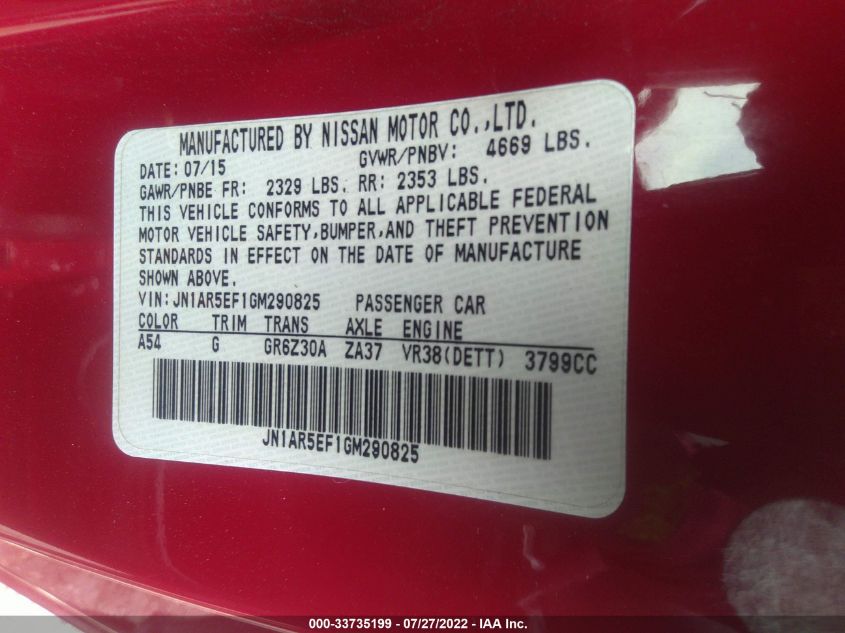 MANUFACTURED BY NISSAN MOTOR CO.,LTD.
DATE: 07/15 GVWR/PNBV: 4669 LBS.
GAWR/PNBE FR: 2329 LBS. RR: 2353 LBS.
THIS VEHICLE CONFORMS TO ALL APPLICABLE FEDERAL
MOTOR VEHICLE SAFETY,BUMPER,AND THEFT PREVENTION
STANDARDS IN EFFECT ON THE DATE OF MANUFACTURE
SHOWN ABOVE.
VIN:JN1AR5EF1GM290825 PASSENGER CAR
COLOR TRIM TRANS AXLE ENGINE
A54 G GR6Z30A ZA37 VR38(DETT) 3799CC
JN1AR5EF1GM290825
000-33735199 - 07/27/2022 - IAA Inc.